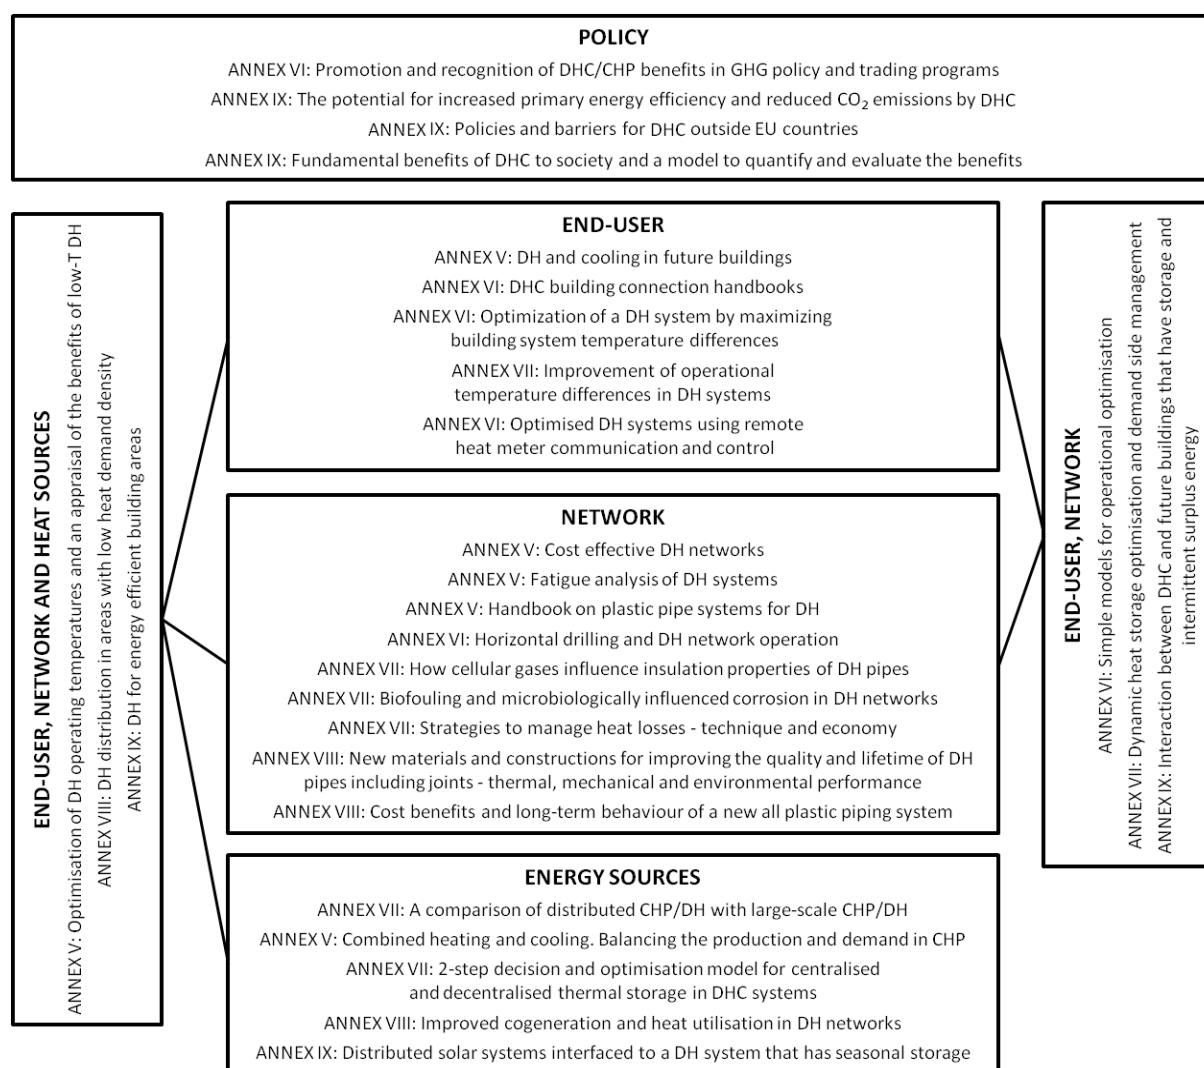 POLICY
ANNEX VI: Promotion and recognition of DHC/CHP benefits in GHG policy and trading programs
ANNEX IX: The potential for increased primary energy efficiency and reduced CO2 emissions by DHC
ANNEX IX: Policies and barriers for DHC outside EU countries
ANNEX IX: Fundamental benefits of DHC to society and a model to quantify and evaluate the benefits
END-USER, NETWORK AND HEAT SOURCES
ANNEX V: Optimisation of DH operating temperatures and an appraisal of the benefits of low-T DH
ANNEX VIII: DH distribution in areas with low heat demand density
ANNEX IX: DH for energy efficient building areas
END-USER
ANNEX V: DH and cooling in future buildings
ANNEX VI: DHC building connection handbooks
ANNEX VI: Optimization of a DH system by maximizing
building system temperature differences
ANNEX VII: Improvement of operational
temperature differences in DH systems
ANNEX VI: Optimised DH systems using remote
heat meter communication and control
NETWORK
ANNEX V: Cost effective DH networks
ANNEX V: Fatigue analysis of DH systems
ANNEX V: Handbook on plastic pipe systems for DH
ANNEX VI: Horizontal drilling and DH network operation
ANNEX VII: How cellular gases influence insulation properties of DH pipes
ANNEX VII: Biofouling and microbiologically influenced corrosion in DH networks
ANNEX VII: Strategies to manage heat losses - technique and economy
ANNEX VIII: New materials and constructions for improving the quality and lifetime of DH
pipes including joints - thermal, mechanical and environmental performance
ANNEX VIII: Cost benefits and long-term behaviour of a new all plastic piping system
ENERGY SOURCES
ANNEX VII: A comparison of distributed CHP/DH with large-scale CHP/DH
ANNEX V: Combined heating and cooling. Balancing the production and demand in CHP
ANNEX VII: 2-step decision and optimisation model for centralised
and decentralised thermal storage in DHC systems
ANNEX VIII: Improved cogeneration and heat utilisation in DH networks
ANNEX IX: Distributed solar systems interfaced to a DH system that has seasonal storage
END-USER, NETWORK
ANNEX VI: Simple models for operational optimisation
ANNEX VII: Dynamic heat storage optimisation and demand side management
ANNEX IX: Interaction between DHC and future buildings that have storage and
intermittent surplus energy